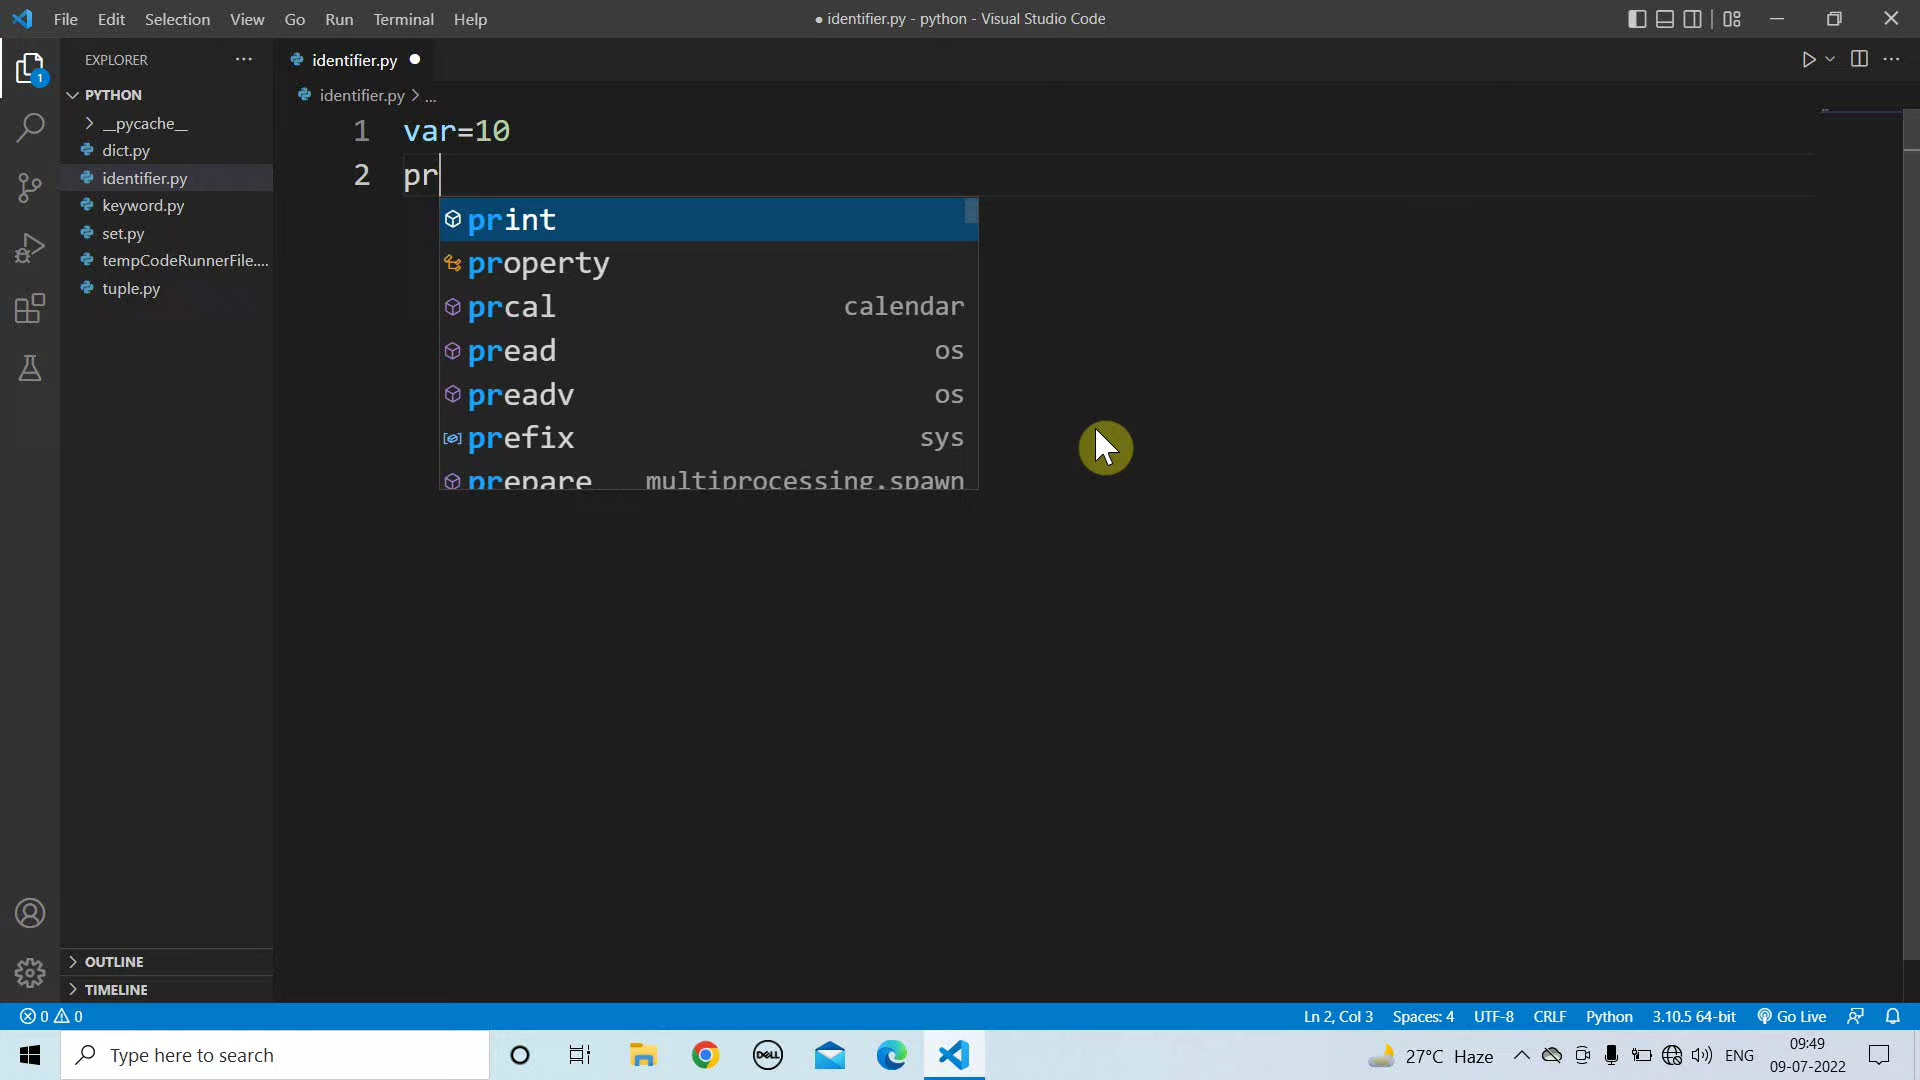 File Edit Selection View Go Run Terminal Help
● identifier.py - python - Visual Studio Code
EXPLORER
identifier.py
1
PYTHON
identifier.py > ...
__pycache__
dict.py
identifier.py
keyword.py
set.py
tempCodeRunnerFile....
tuple.py
1 var=10
2 pr
print
property
prcal calendar
pread os
preadv os
prefix sys
prepare multiprocessing.spawn
OUTLINE
TIMELINE
0 0
Ln 2, Col 3 Spaces: 4 UTF-8 CRLF Python 3.10.5 64-bit Go Live
Type here to search
DELL
27°C Haze
ENG
09:49
09-07-2022